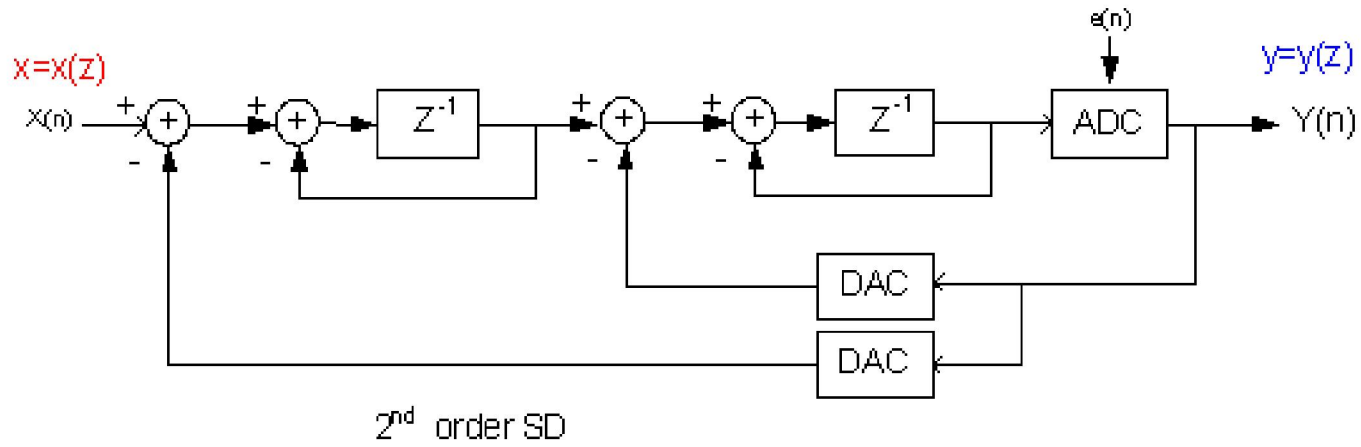 e(n)
x=x(z)
y=y(z)
X(n)
+
+
+
+
Z⁻¹
+
+
+
+
Z⁻¹
ADC
Y(n)
-
-
-
-
DAC
DAC
2nd order SD